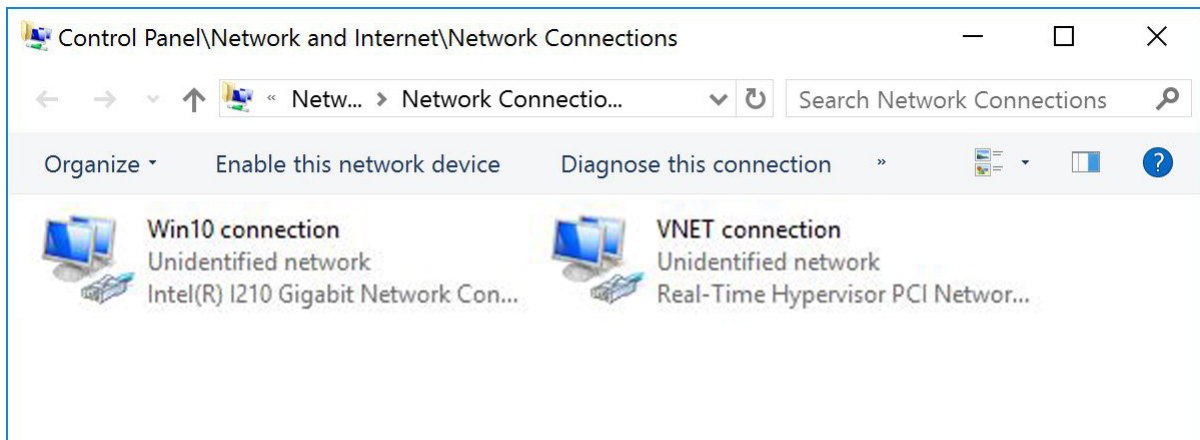 Control Panel\Network and Internet\Network Connections
« Netw... > Network Connectio... Search Network Connections
Organize Enable this network device Diagnose this connection » ?
Win10 connection
Unidentified network
Intel(R) I210 Gigabit Network Con...
VNET connection
Unidentified network
Real-Time Hypervisor PCI Networ...